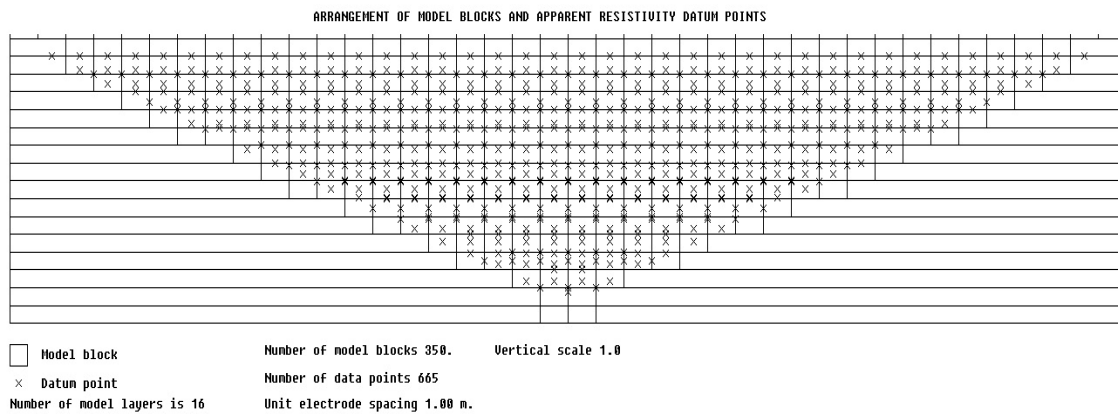 ARRANGEMENT OF MODEL BLOCKS AND APPARENT RESISTIVITY DATUM POINTS
Model block
Number of model blocks 350. Vertical scale 1.0
Datum point
Number of data points 665
Number of model layers is 16
Unit electrode spacing 1.00 m.